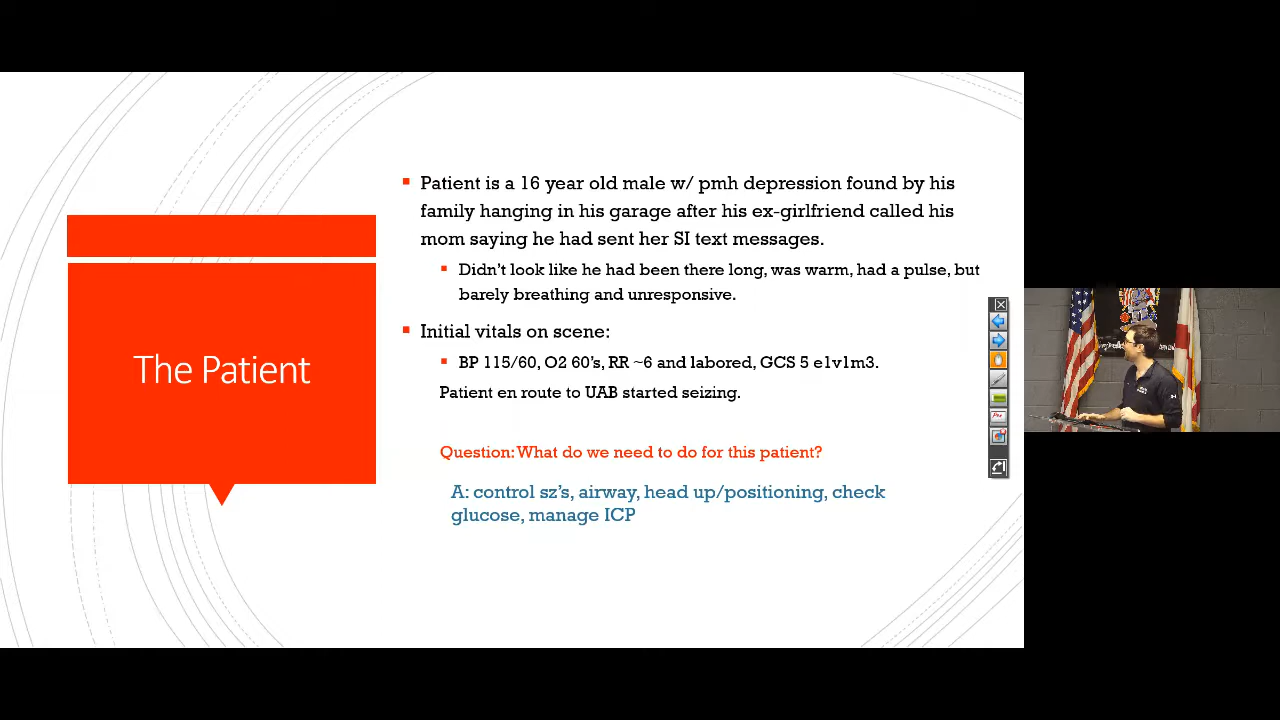 The Patient
Patient is a 16 year old male w/ pmh depression found by his
family hanging in his garage after his ex-girlfriend called his
mom saying he had sent her SI text messages.
Didn't look like he had been there long, was warm, had a pulse, but
barely breathing and unresponsive.
Initial vitals on scene:
BP 115/60, O2 60's, RR ~6 and labored, GCS 5 e1v1m3.
Patient en route to UAB started seizing.
Question: What do we need to do for this patient?
A: control sz's, airway, head up/positioning, check
glucose, manage ICP